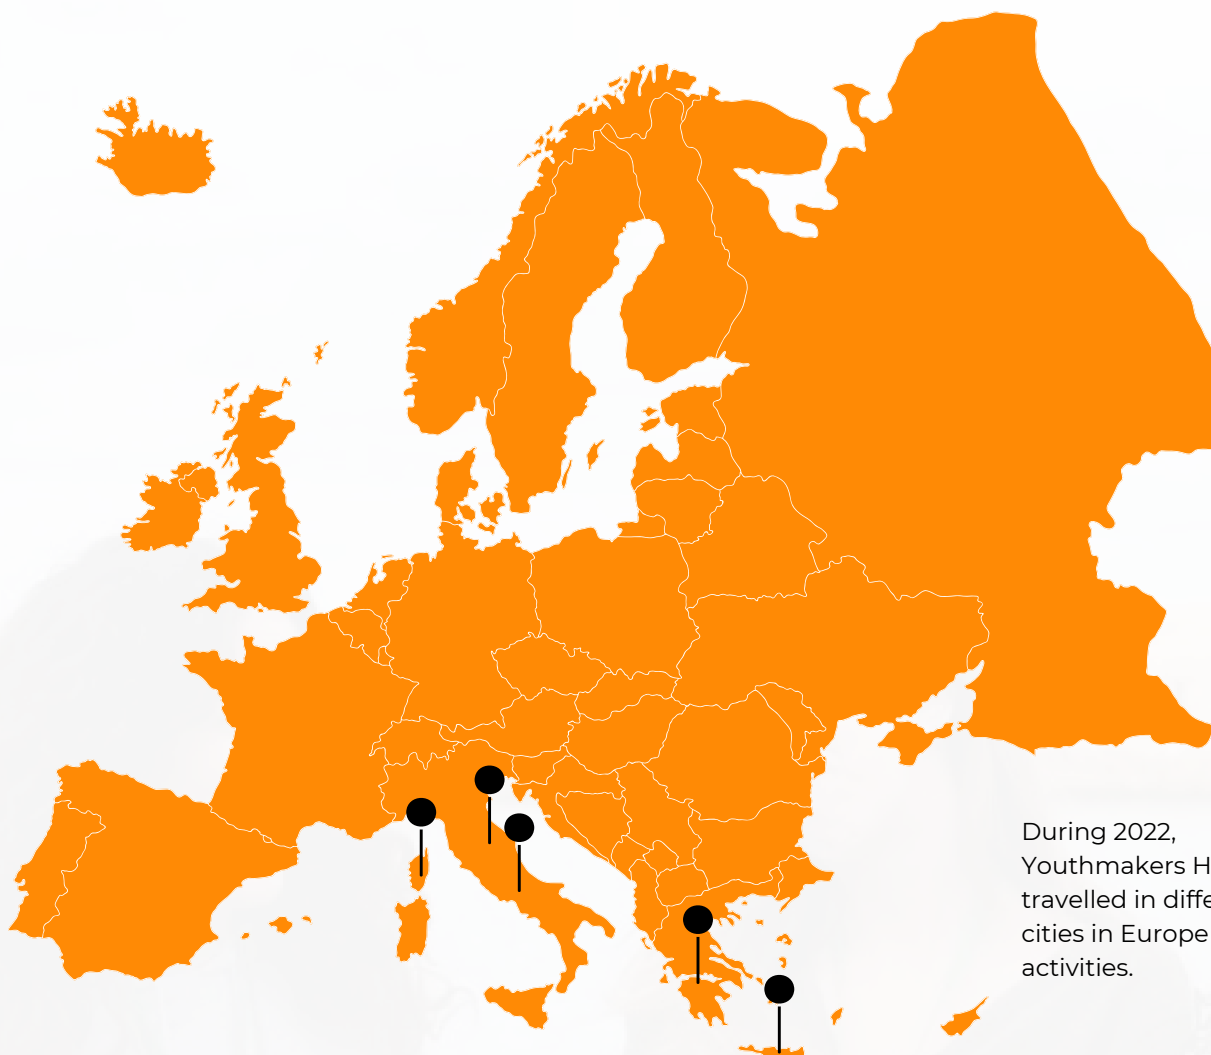 During 2022,
Youthmakers H
travelled in diffe
cities in Europe
activities.